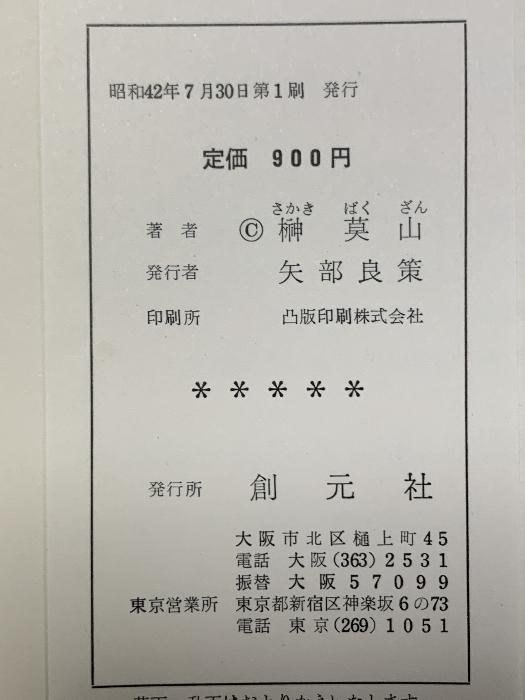 昭和42年7月30日第1刷 発行
定価 900円
さかき ばく ざん
著者 ©榊莫山
発行者 矢部良策
印刷所 凸版印刷株式会社
*****
発行所 創元社
大阪市北区樋上町45
電話 大阪(363)2531
振替 大阪57099
東京営業所 東京都新宿区神楽坂6の73
電話 東京(269)1051